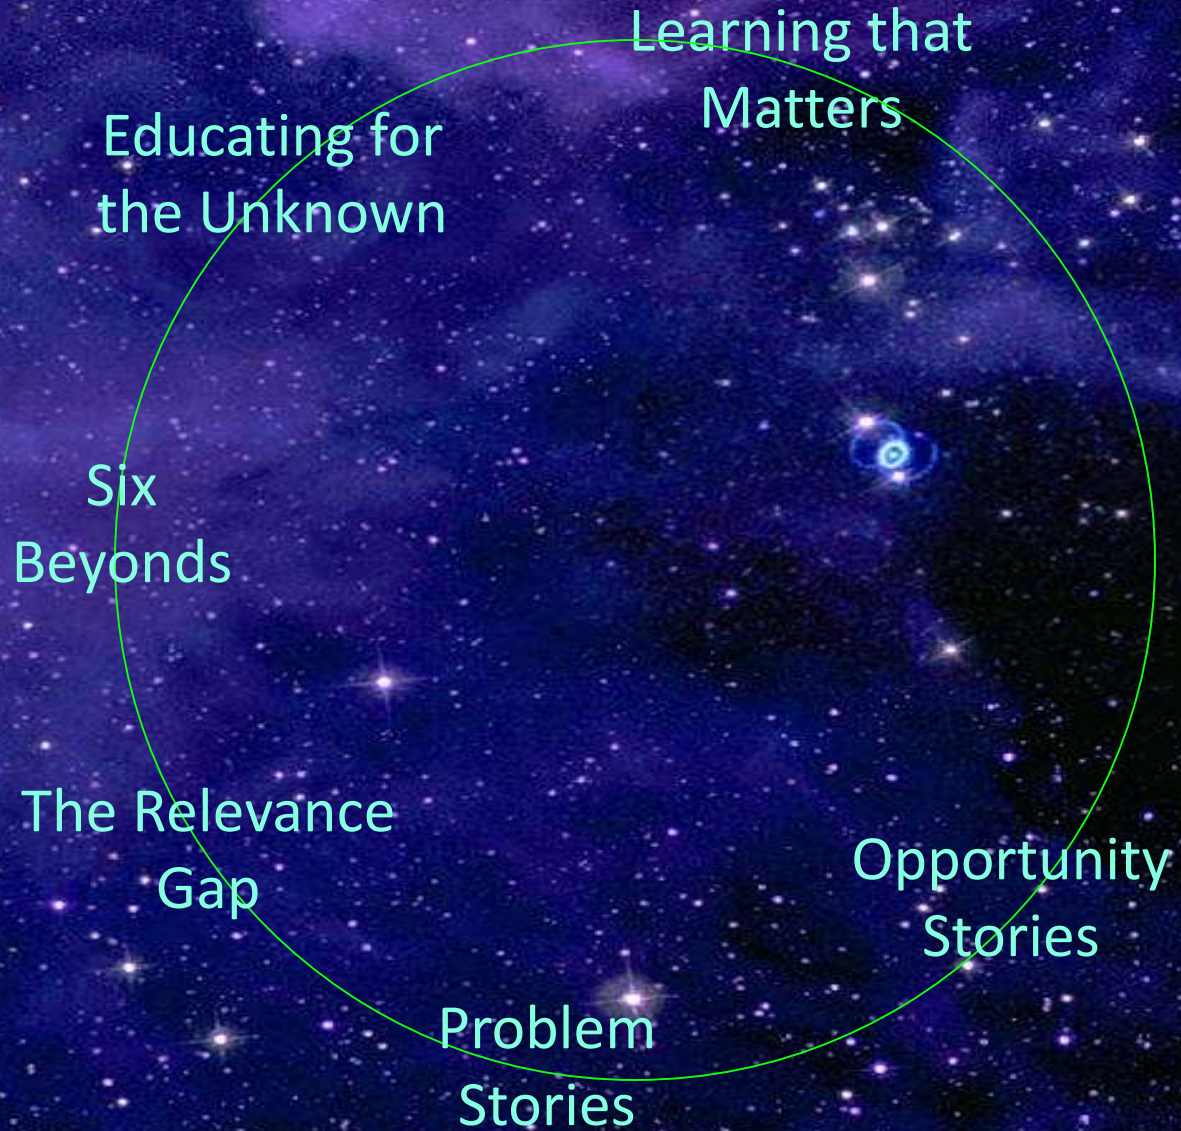 Learning that
Matters
Educating for
the Unknown
Six
Beyonds
The Relevance
Gap
Opportunity
Stories
Problem
Stories